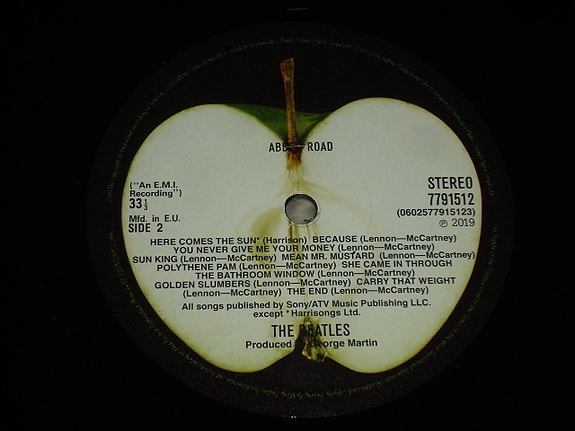 ABBEY ROAD
("An E.M.I.
Recording")
33 1/3
Mfd. in E.U.
SIDE 2
STEREO
7791512
(0602577915123)
℗ 2019
HERE COMES THE SUN* (Harrison) BECAUSE (Lennon—McCartney)
YOU NEVER GIVE ME YOUR MONEY (Lennon—McCartney)
SUN KING (Lennon—McCartney) MEAN MR. MUSTARD (Lennon—McCartney)
POLYTHENE PAM (Lennon—McCartney) SHE CAME IN THROUGH
THE BATHROOM WINDOW (Lennon—McCartney)
GOLDEN SLUMBERS (Lennon—McCartney) CARRY THAT WEIGHT
(Lennon—McCartney) THE END (Lennon—McCartney)
All songs published by Sony/ATV Music Publishing LLC.
except *Harrisongs Ltd.
THE BEATLES
Produced by George Martin